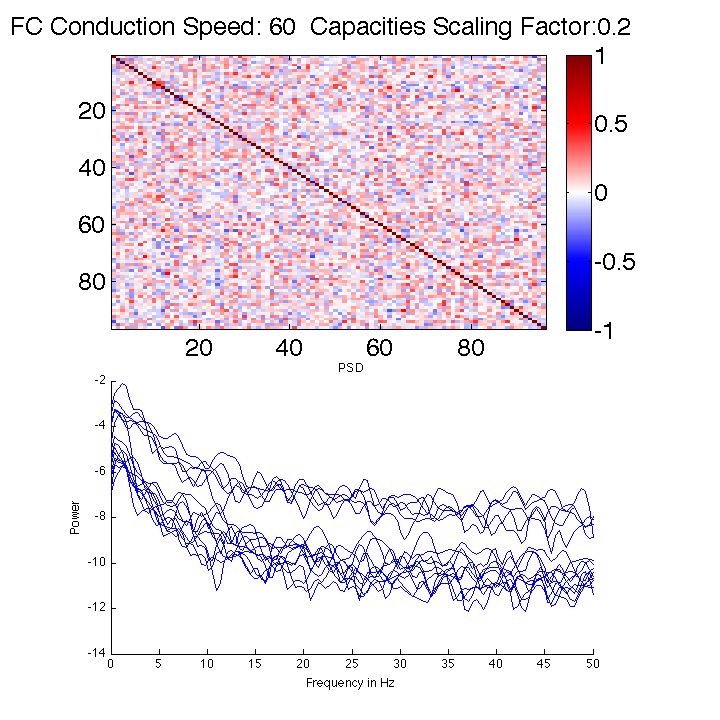 FC Conduction Speed: 60  Capacities Scaling Factor:0.2
1
0.5
0
-0.5
-1
20
40
60
80
20 40 60 80
PSD
-2
-4
-6
-8
-10
-12
-14
Power
0 5 10 15 20 25 30 35 40 45 50
Frequency in Hz